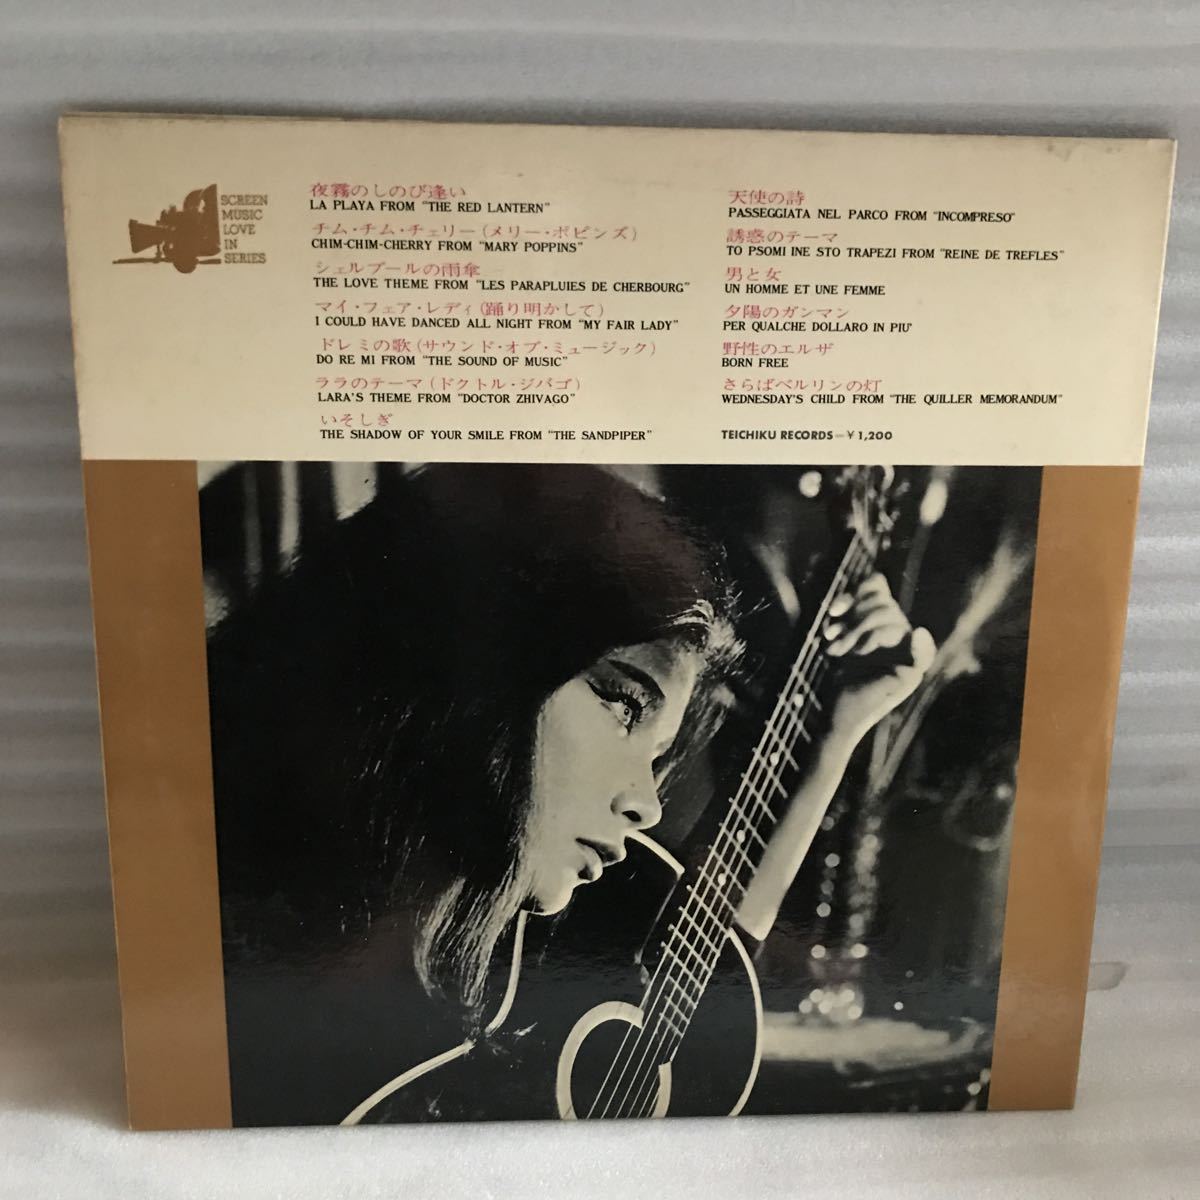 SCREEN
MUSIC
LOVE
IN
SERIES
夜霧のしのび逢い
LA PLAYA FROM "THE RED LANTERN"
チム・チム・チェリー(メリー・ポピンズ)
CHIM-CHIM-CHERRY FROM "MARY POPPINS"
シェルブールの雨傘
THE LOVE THEME FROM "LES PARAPLUIES DE CHERBOURG"
マイ・フェア・レディ(踊り明かして)
I COULD HAVE DANCED ALL NIGHT FROM "MY FAIR LADY"
ドレミの歌(サウンド・オブ・ミュージック)
DO RE MI FROM "THE SOUND OF MUSIC"
ララのテーマ(ドクトル・ジバゴ)
LARA'S THEME FROM "DOCTOR ZHIVAGO"
いそしぎ
THE SHADOW OF YOUR SMILE FROM "THE SANDPIPER"
天使の詩
PASSEGGIATA NEL PARCO FROM "INCOMPRESO"
誘惑のテーマ
TO PSOMI INE STO TRAPEZI FROM "REINE DE TREFLES"
男と女
UN HOMME ET UNE FEMME
夕陽のガンマン
PER QUALCHE DOLLARO IN PIU'
野性のエルザ
BORN FREE
さらばベルリンの灯
WEDNESDAY'S CHILD FROM "THE QUILLER MEMORANDUM"
TEICHIKU RECORDS—¥1,200